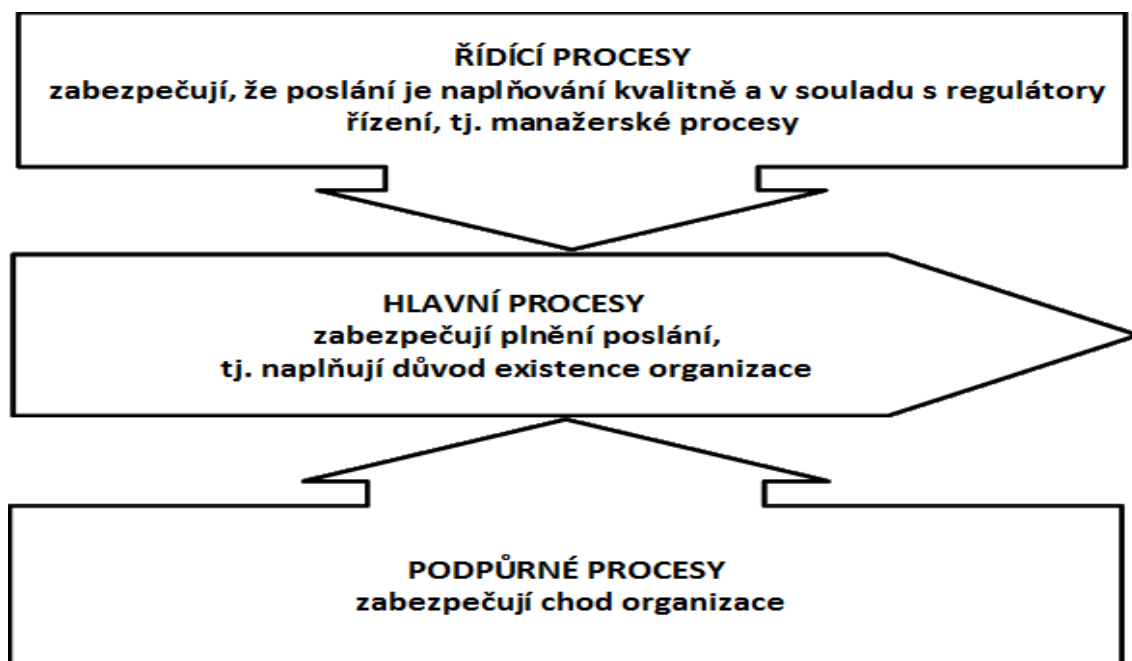 ŘÍDÍCÍ PROCESY
zabezpečují, že poslání je naplňování kvalitně a v souladu s regulátory
řízení, tj. manažerské procesy
HLAVNÍ PROCESY
zabezpečují plnění poslání,
tj. naplňují důvod existence organizace
PODPŮRNÉ PROCESY
zabezpečují chod organizace